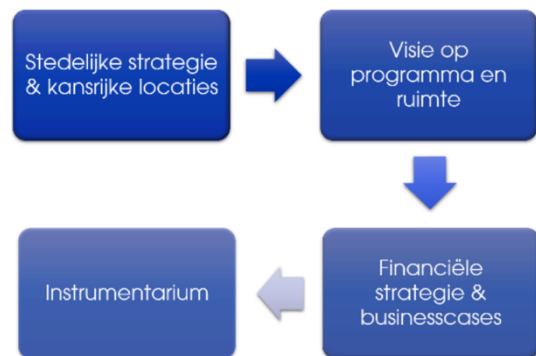 Stedelijke strategie
& kansrijke locaties
Visie op
programma en
ruimte
Financiële
strategie &
businesscases
Instrumentarium